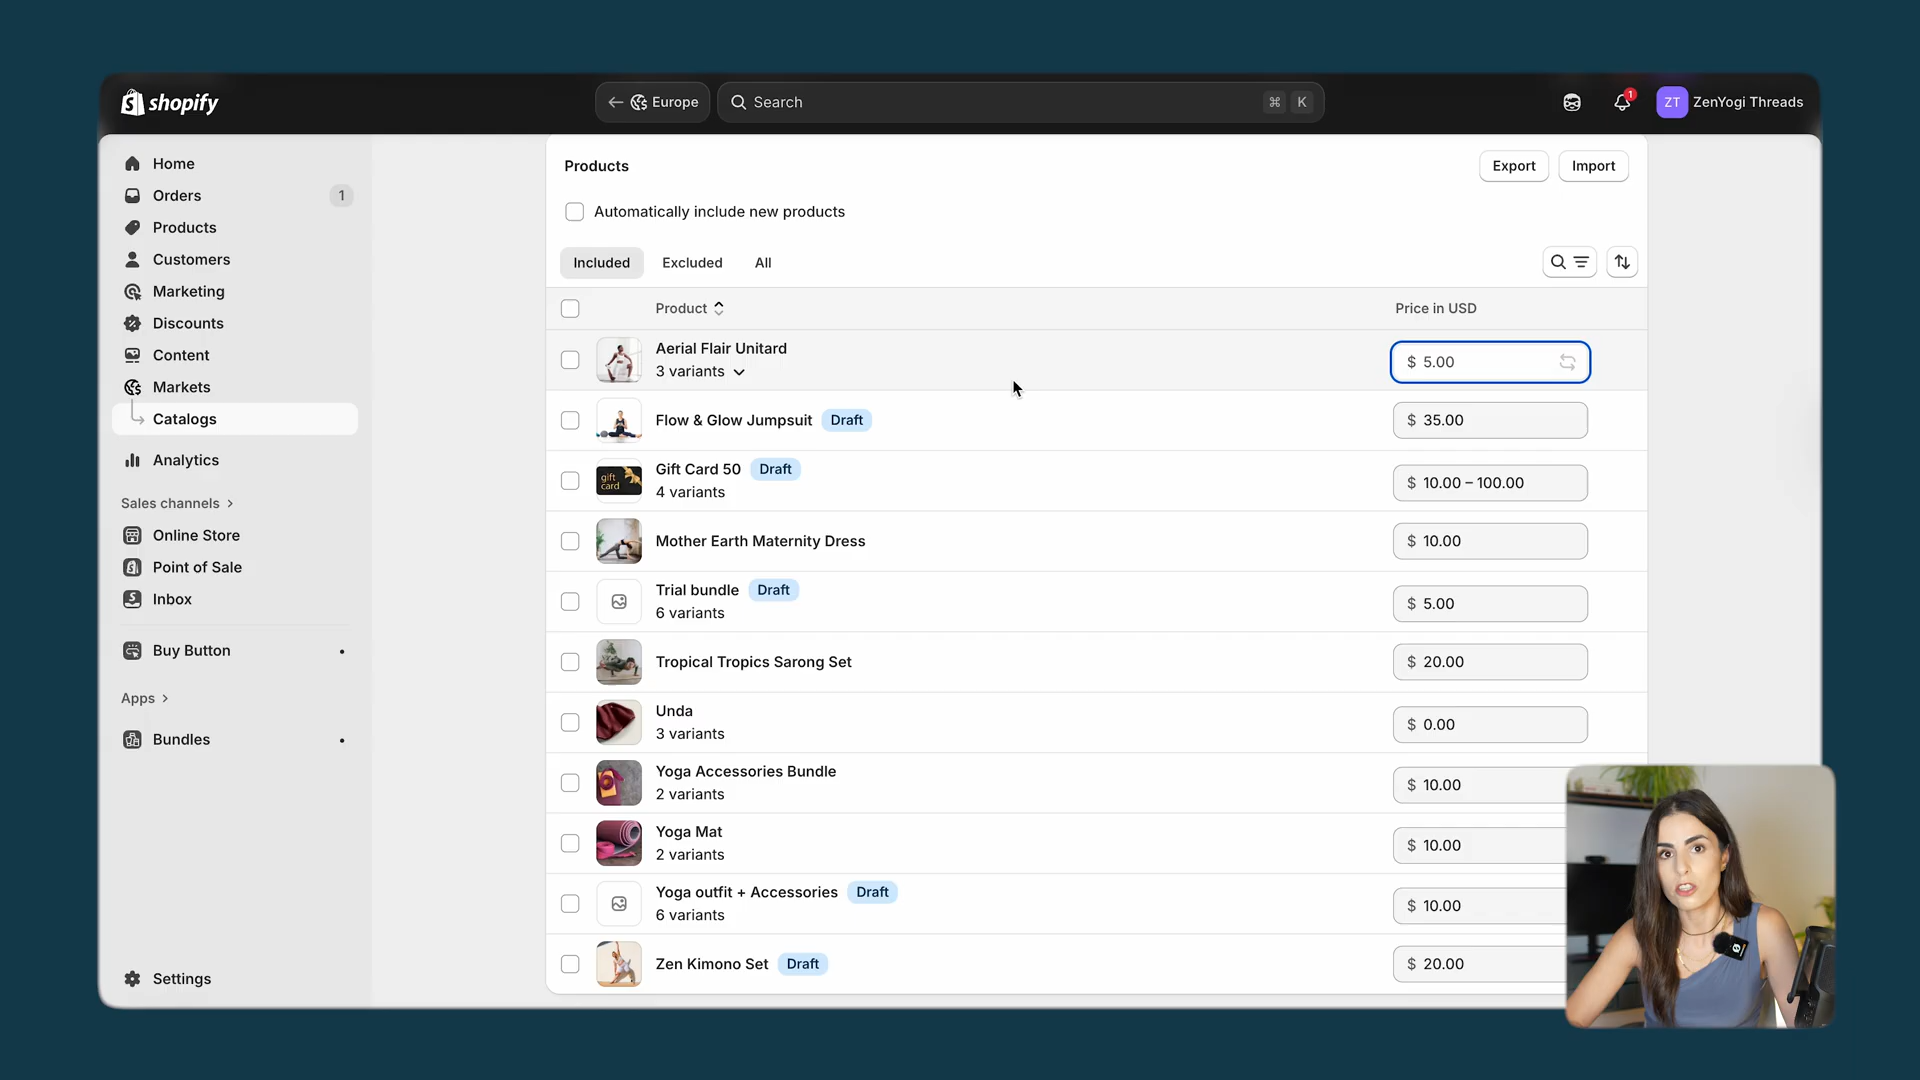 shopify
Europe
Search
⌘ K
1
ZT
ZenYogi Threads
Home
Orders
1
Products
Customers
Marketing
Discounts
Content
Markets
Catalogs
Analytics
Sales channels
Online Store
Point of Sale
Inbox
Buy Button
Apps
Bundles
Settings
Products
Export
Import
Automatically include new products
Included
Excluded
All
Product
Price in USD
Aerial Flair Unitard
3 variants
$ 5.00
Flow & Glow Jumpsuit Draft
$ 35.00
gift
card
Gift Card 50 Draft
4 variants
$ 10.00 – 100.00
Mother Earth Maternity Dress
$ 10.00
Trial bundle Draft
6 variants
$ 5.00
Tropical Tropics Sarong Set
$ 20.00
Unda
3 variants
$ 0.00
Yoga Accessories Bundle
2 variants
$ 10.00
Yoga Mat
2 variants
$ 10.00
Yoga outfit + Accessories Draft
6 variants
$ 10.00
Zen Kimono Set Draft
$ 20.00